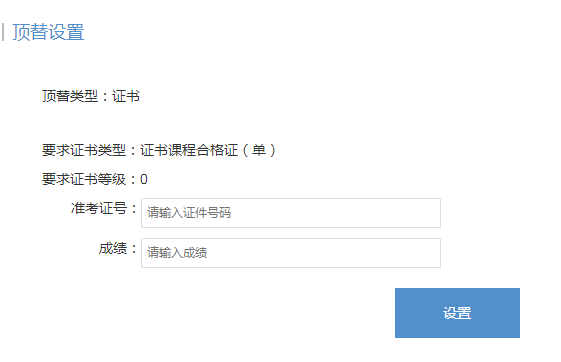 顶替设置
顶替类型：证书
要求证书类型：证书课程合格证（单）
要求证书等级：0
准考证号： 请输入证件号码
成绩： 请输入成绩
设置